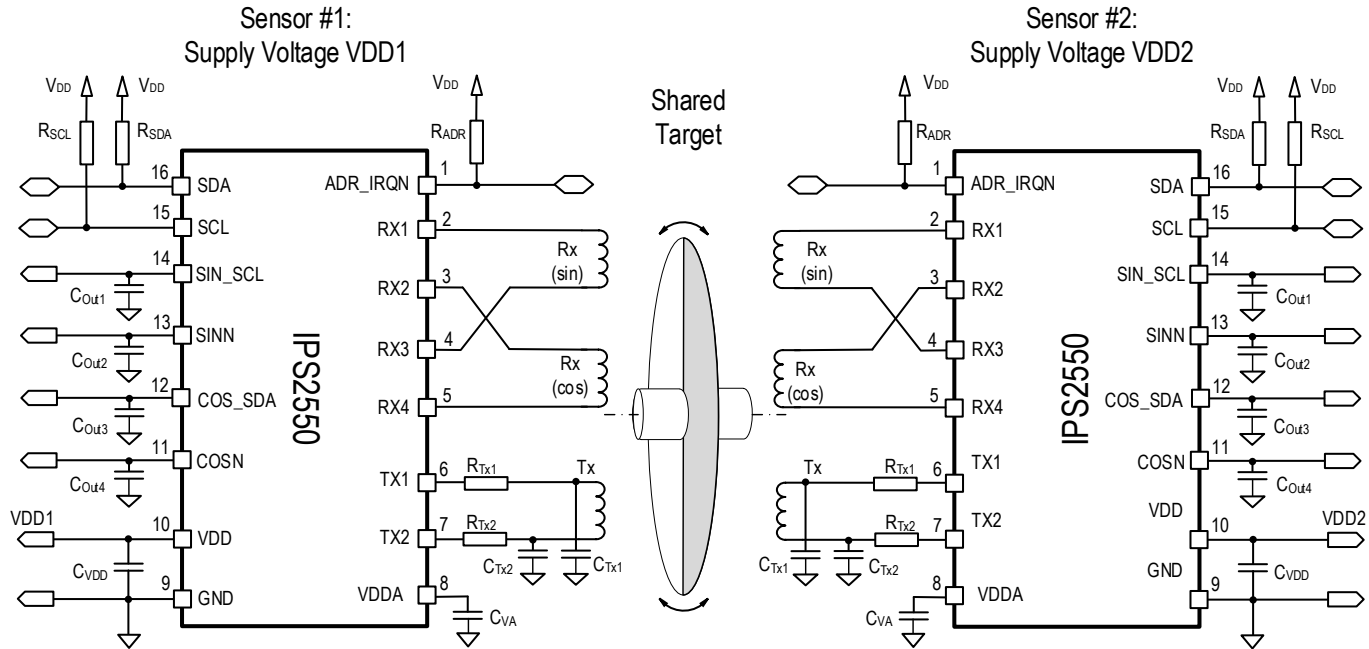 Sensor #1:
Supply Voltage VDD1
Sensor #2:
Supply Voltage VDD2
Shared
Target
VDD
VDD
RSCL
RSDA
VDD
RADR
16
SDA
15
SCL
14
SIN_SCL
COut1
13
SINN
COut2
12
COS_SDA
COut3
11
COSN
COut4
VDD1
10
VDD
CVDD
9
GND
IPS2550
1
ADR_IRQN
2
RX1
Rx
(sin)
3
RX2
4
RX3
Rx
(cos)
5
RX4
6
TX1
RTx1
Tx
7
TX2
RTx2
CTx2
CTx1
8
VDDA
CVA
VDD
RADR
VDD
VDD
RSDA
RSCL
1
ADR_IRQN
2
RX1
Rx
(sin)
3
RX2
4
RX3
Rx
(cos)
5
RX4
Tx
RTx1
6
TX1
RTx2
7
TX2
CTx1
CTx2
8
VDDA
CVA
IPS2550
16
SDA
15
SCL
14
SIN_SCL
COut1
13
SINN
COut2
12
COS_SDA
COut3
11
COSN
COut4
VDD
10
VDD2
CVDD
GND
9